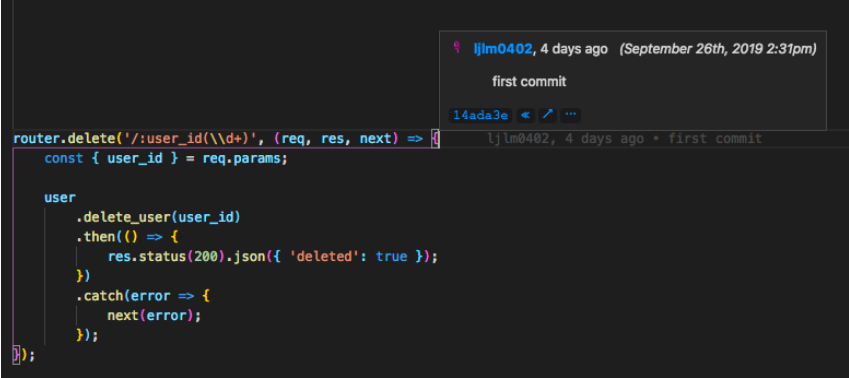 ljlm0402, 4 days ago (September 26th, 2019 2:31pm)
first commit
14ada3e « ···
router.delete('/:user_id(\\d+)', (req, res, next) => { ljlm0402, 4 days ago • first commit
    const { user_id } = req.params;
    user
        .delete_user(user_id)
        .then(() => {
            res.status(200).json({ 'deleted': true });
        })
        .catch(error => {
            next(error);
        });
});